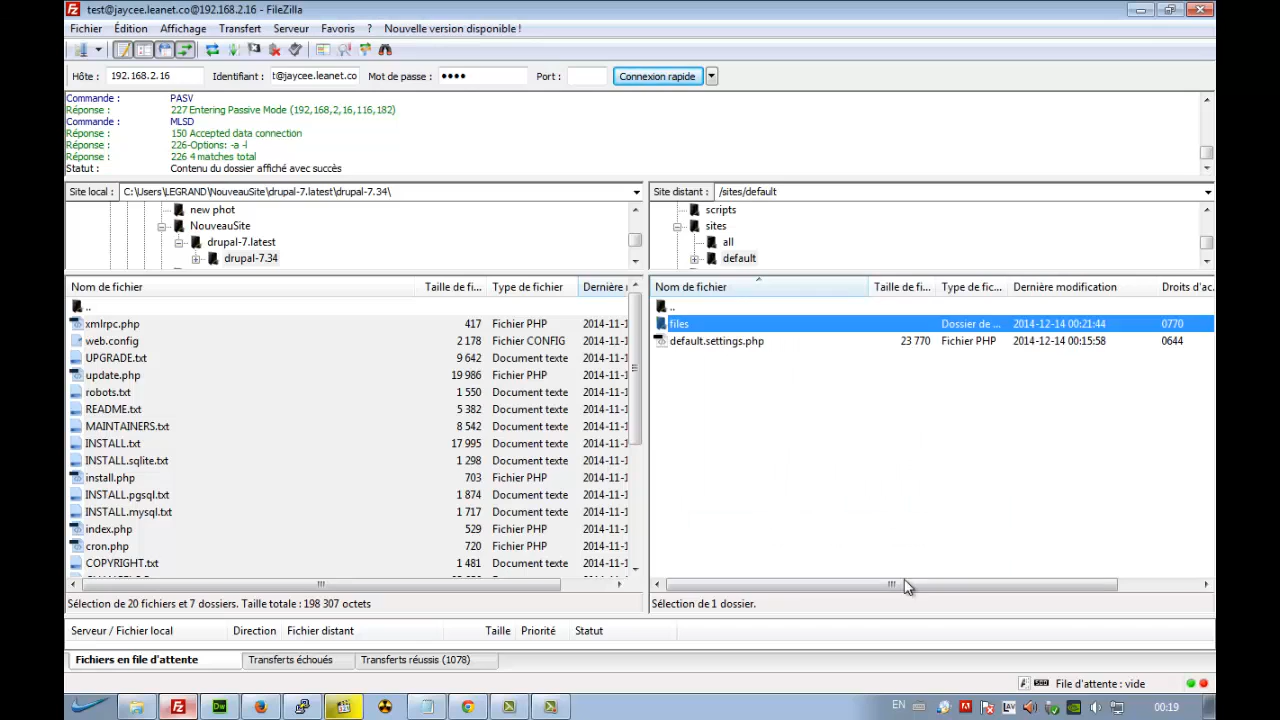 test@jaycee.leanet.co@192.168.2.16 - FileZilla
Fichier Édition Affichage Transfert Serveur Favoris ? Nouvelle version disponible !
Hôte : 192.168.2.16 Identifiant : t@jaycee.leanet.co Mot de passe : •••• Port : Connexion rapide
Commande : PASV
Réponse : 227 Entering Passive Mode (192,168,2,16,116,182)
Commande : MLSD
Réponse : 150 Accepted data connection
Réponse : 226-Options: -a -l
Réponse : 226 4 matches total
Statut : Contenu du dossier affiché avec succès
Site local : C:\Users\LEGRAND\NouveauSite\drupal-7.latest\drupal-7.34\
new phot
NouveauSite
drupal-7.latest
drupal-7.34
Site distant : /sites/default
scripts
sites
all
default
Nom de fichier Taille de fi... Type de fichier Dernière
..
xmlrpc.php 417 Fichier PHP 2014-11-1
web.config 2 178 Fichier CONFIG 2014-11-1
UPGRADE.txt 9 642 Document texte 2014-11-1
update.php 19 986 Fichier PHP 2014-11-1
robots.txt 1 550 Document texte 2014-11-1
README.txt 5 382 Document texte 2014-11-1
MAINTAINERS.txt 8 542 Document texte 2014-11-1
INSTALL.txt 17 995 Document texte 2014-11-1
INSTALL.sqlite.txt 1 298 Document texte 2014-11-1
install.php 703 Fichier PHP 2014-11-1
INSTALL.pgsql.txt 1 874 Document texte 2014-11-1
INSTALL.mysql.txt 1 717 Document texte 2014-11-1
index.php 529 Fichier PHP 2014-11-1
cron.php 720 Fichier PHP 2014-11-1
COPYRIGHT.txt 1 481 Document texte 2014-11-1
Sélection de 20 fichiers et 7 dossiers. Taille totale : 198 307 octets
Nom de fichier Taille de fi... Type de fic... Dernière modification Droits d'ac.
..
files Dossier de ... 2014-12-14 00:21:44 0770
default.settings.php 23 770 Fichier PHP 2014-12-14 00:15:58 0644
Sélection de 1 dossier.
Serveur / Fichier local Direction Fichier distant Taille Priorité Statut
Fichiers en file d'attente Transferts échoués Transferts réussis (1078)
File d'attente : vide
EN 00:19